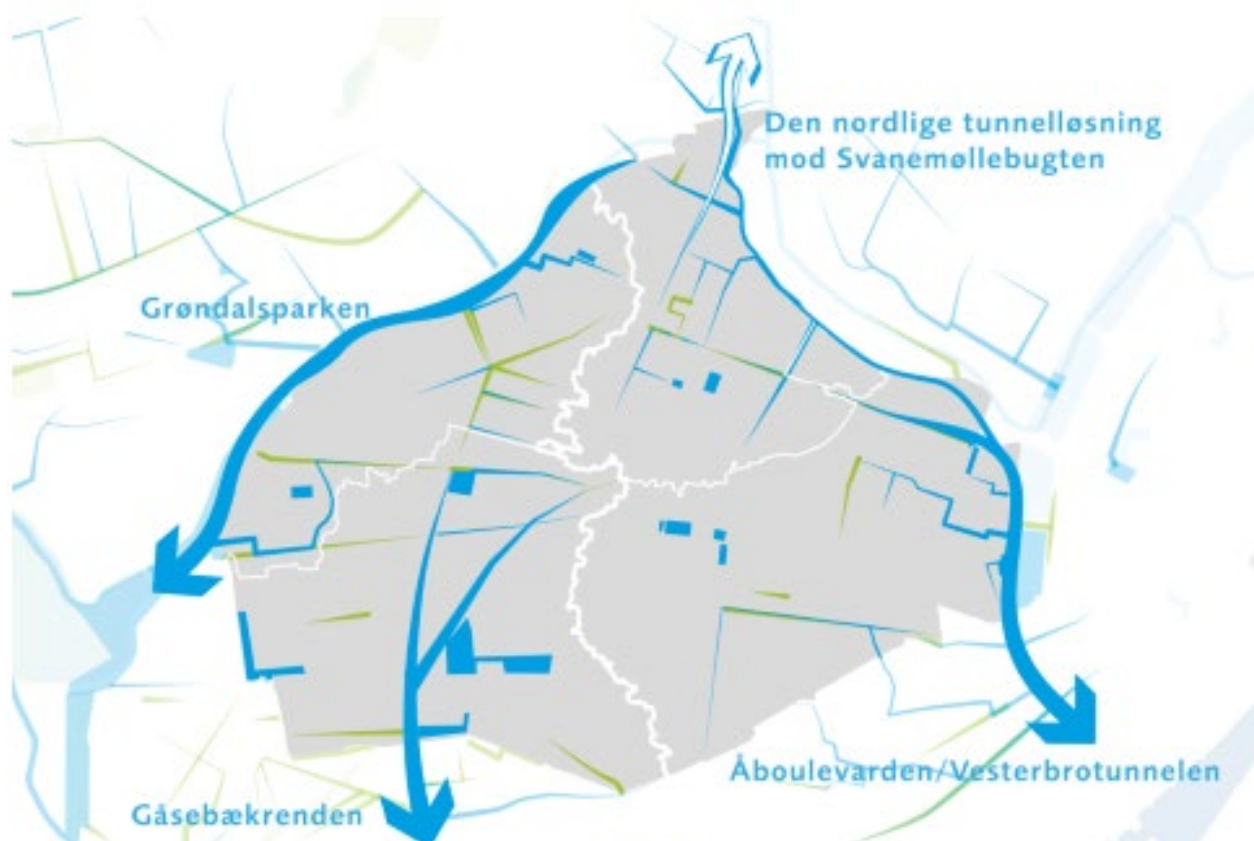 Den nordlige tunnelløsning
mod Svanemøllebugten
Grøndalsparken
Åboulevarden/Vesterbrotunnelen
Gåsebækrenden